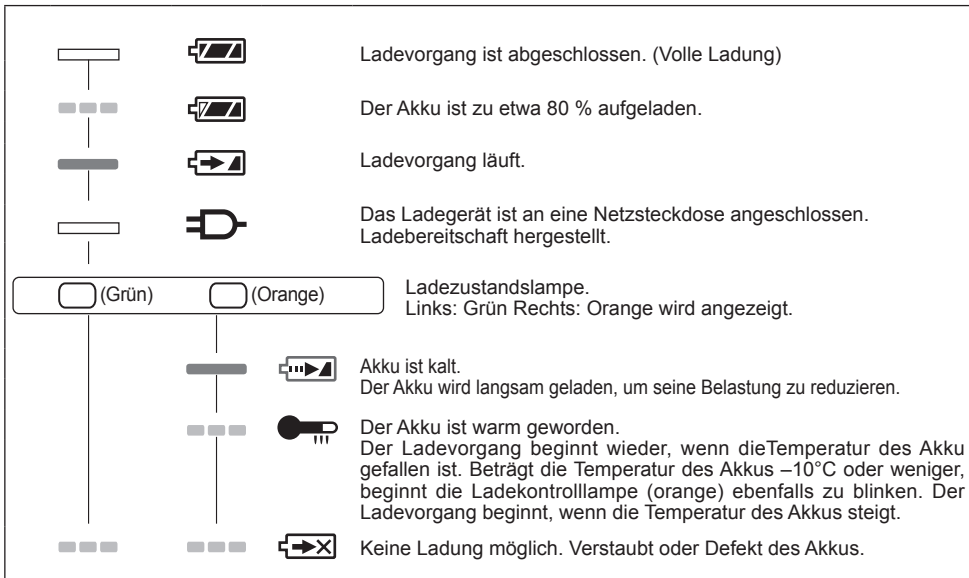 Ladevorgang ist abgeschlossen. (Volle Ladung)
Der Akku ist zu etwa 80 % aufgeladen.
Ladevorgang läuft.
Das Ladegerät ist an eine Netzsteckdose angeschlossen.
Ladebereitschaft hergestellt.
(Grün) (Orange)
Ladezustandslampe.
Links: Grün Rechts: Orange wird angezeigt.
Akku ist kalt.
Der Akku wird langsam geladen, um seine Belastung zu reduzieren.
Der Akku ist warm geworden.
Der Ladevorgang beginnt wieder, wenn dieTemperatur des Akku
gefallen ist. Beträgt die Temperatur des Akkus –10°C oder weniger,
beginnt die Ladekontrolllampe (orange) ebenfalls zu blinken. Der
Ladevorgang beginnt, wenn die Temperatur des Akkus steigt.
Keine Ladung möglich. Verstaubt oder Defekt des Akkus.